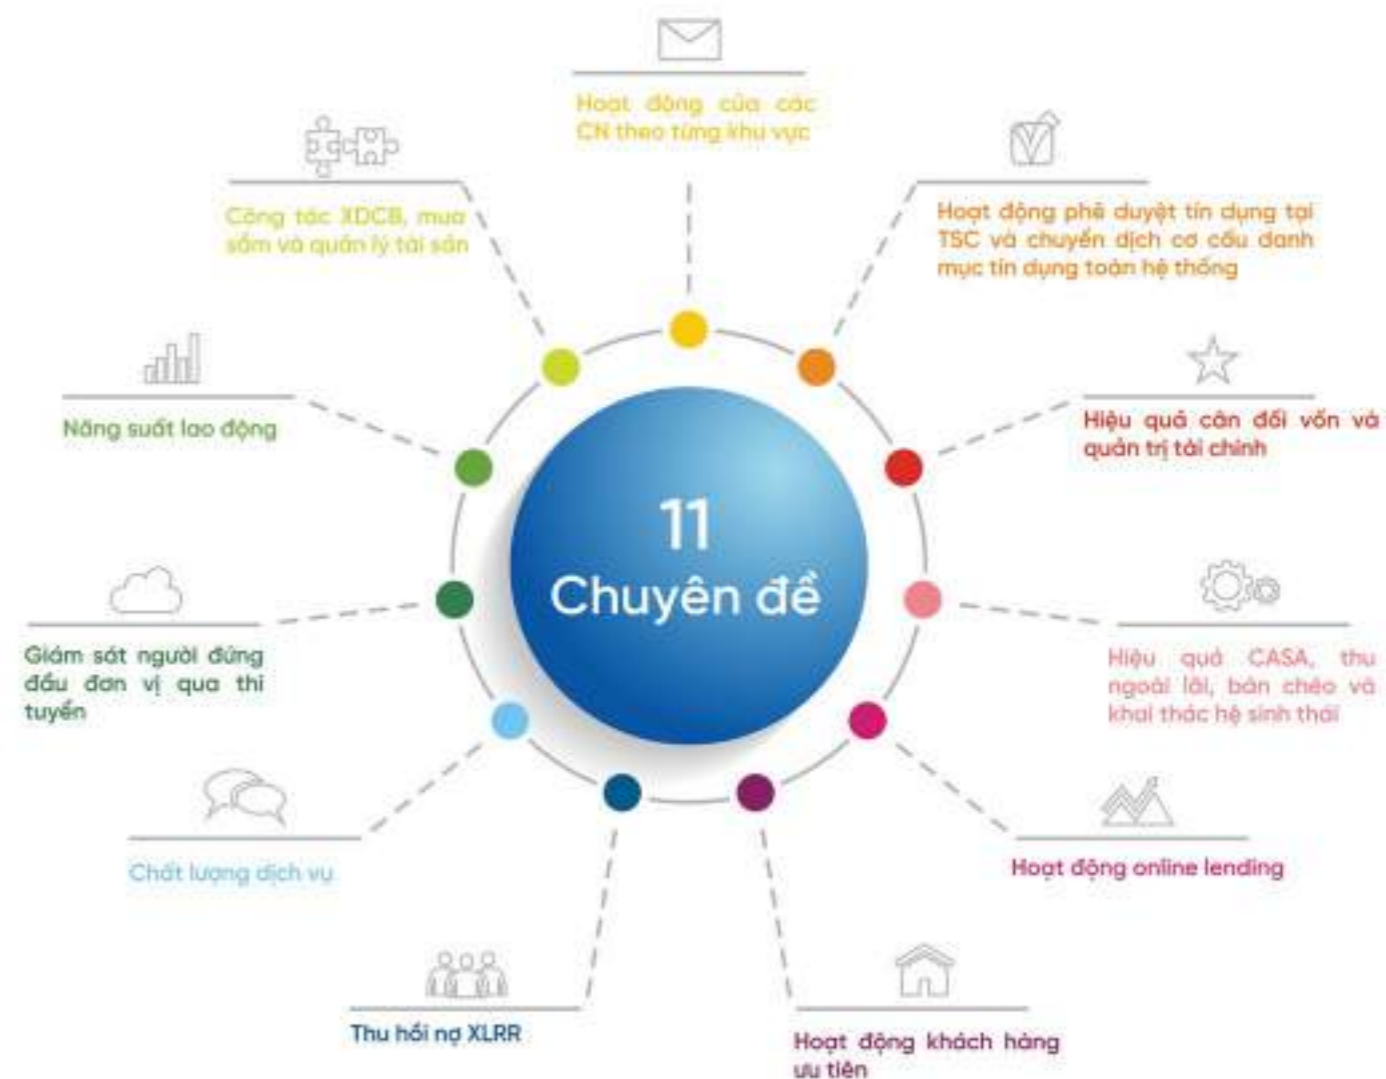 Hoạt động của các
CN theo từng khu vực
Công tác XDCB, mua
sắm và quản lý tài sản
Hoạt động phê duyệt tín dụng tại
TSC và chuyển dịch cơ cấu danh
mục tín dụng toàn hệ thống
Năng suất lao động
Hiệu quả cân đối vốn và
quản trị tài chính
11
Chuyên đề
Giám sát người đứng
đầu đơn vị qua thi
tuyển
Hiệu quả CASA, thu
ngoài lãi, bán chéo và
khai thác hệ sinh thái
Chất lượng dịch vụ
Hoạt động online lending
Thu hồi nợ XLRR
Hoạt động khách hàng
ưu tiên